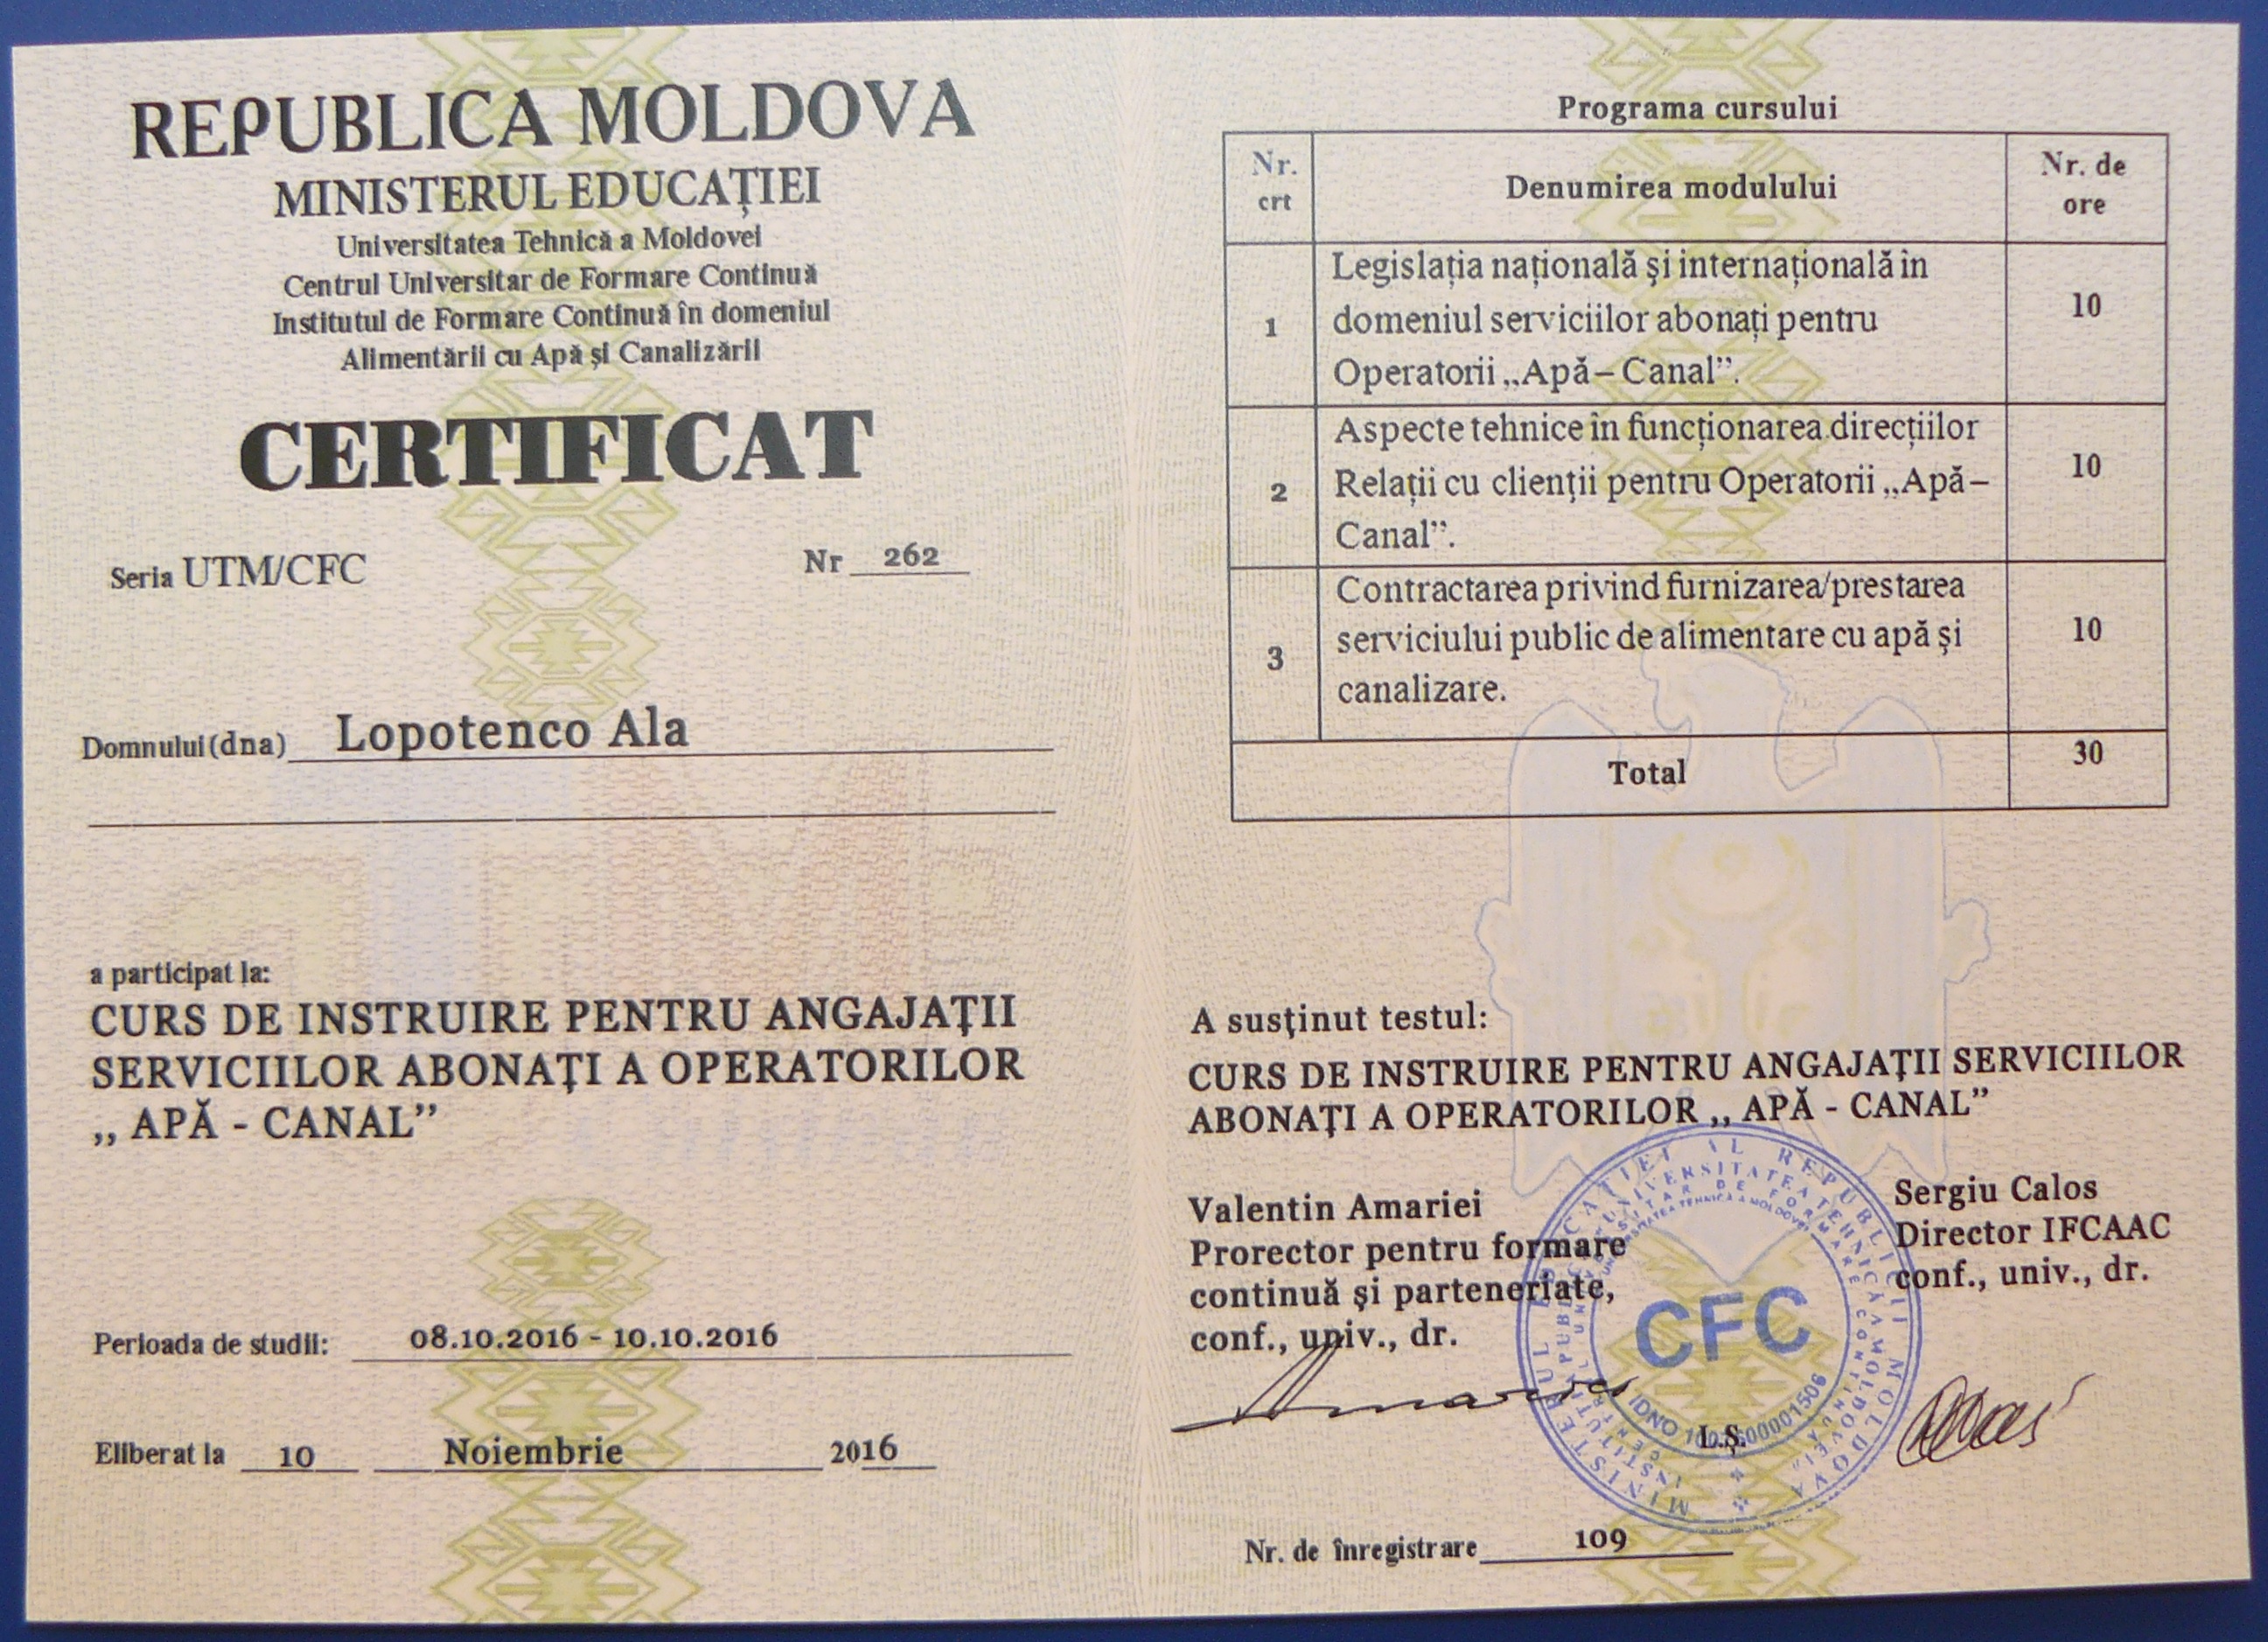 REPUBLICA MOLDOVA
MINISTERUL EDUCAȚIEI
Universitatea Tehnică a Moldovei
Centrul Universitar de Formare Continuă
Institutul de Formare Continuă în domeniul
Alimentării cu Apă și Canalizării
CERTIFICAT
Seria UTM/CFC Nr 262
Domnului(dna) Lopotenco Ala
a participat la:
CURS DE INSTRUIRE PENTRU ANGAJAȚII
SERVICIILOR ABONAȚI A OPERATORILOR
,, APĂ - CANAL”
Perioada de studii: 08.10.2016 - 10.10.2016
Eliberat la 10 Noiembrie 2016
Programa cursului
Nr. crt Denumirea modulului Nr. de ore
1 Legislația națională și internațională în
domeniul serviciilor abonați pentru 10
Operatorii „Apă – Canal”.
Aspecte tehnice în funcționarea direcțiilor
2 Relații cu clienții pentru Operatorii „Apă – 10
Canal”.
Contractarea privind furnizarea/prestarea
3 serviciului public de alimentare cu apă și 10
canalizare.
Total 30
A susținut testul:
CURS DE INSTRUIRE PENTRU ANGAJAȚII SERVICIILOR
ABONAȚI A OPERATORILOR ,, APĂ - CANAL”
Valentin Amariei
Prorector pentru formare
continuă și parteneriate,
conf., univ., dr.
Sergiu Calos
Director IFCAAC
conf., univ., dr.
CFC
L.Ș.
Nr. de înregistrare 109